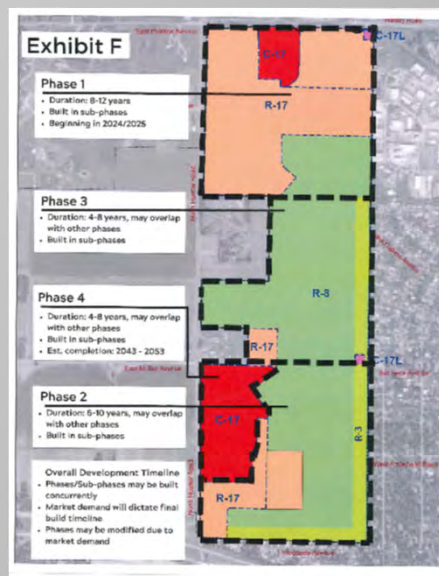 Exhibit F
C-17L
C-17
Phase 1
• Duration: 8-12 years
• Built in sub-phases
• Beginning in 2024/2025
R-17
Phase 3
• Duration: 4-8 years, may overlap
with other phases
• Built in sub-phases
R-8
Phase 4
• Duration: 4-8 years, may overlap
with other phases
• Built in sub-phases
• Est. completion: 2043 - 2053
R-17
C-17L
Phase 2
• Duration: 6-10 years, may overlap
with other phases
• Built in sub-phases
C-17
R-3
Overall Development Timeline
• Phases/Sub-phases may be built
concurrently
• Market demand will dictate final
build timeline
• Phases may be modified due to
market demand
R-17